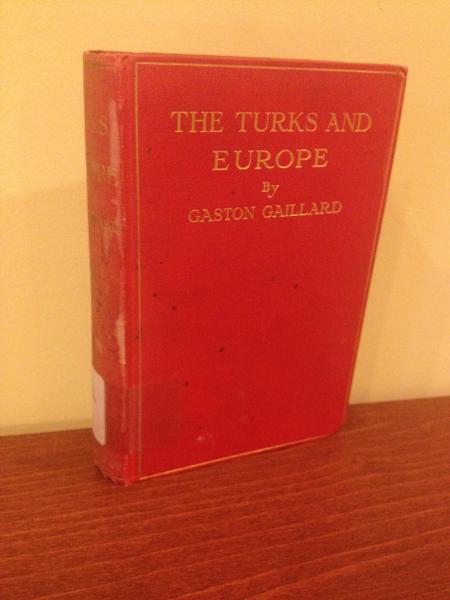 THE TURKS AND
EUROPE
By
GASTON GAILLARD